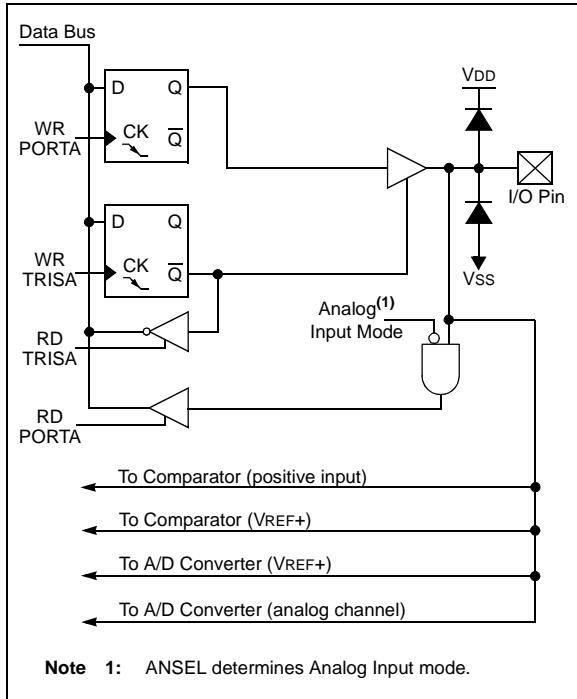 Data Bus
D Q
WR
PORTA
CK Q
VDD
I/O Pin
D Q
WR
TRISA
CK Q
VSS
Analog(1)
Input Mode
RD
TRISA
RD
PORTA
To Comparator (positive input)
To Comparator (VREF+)
To A/D Converter (VREF+)
To A/D Converter (analog channel)
Note 1: ANSEL determines Analog Input mode.